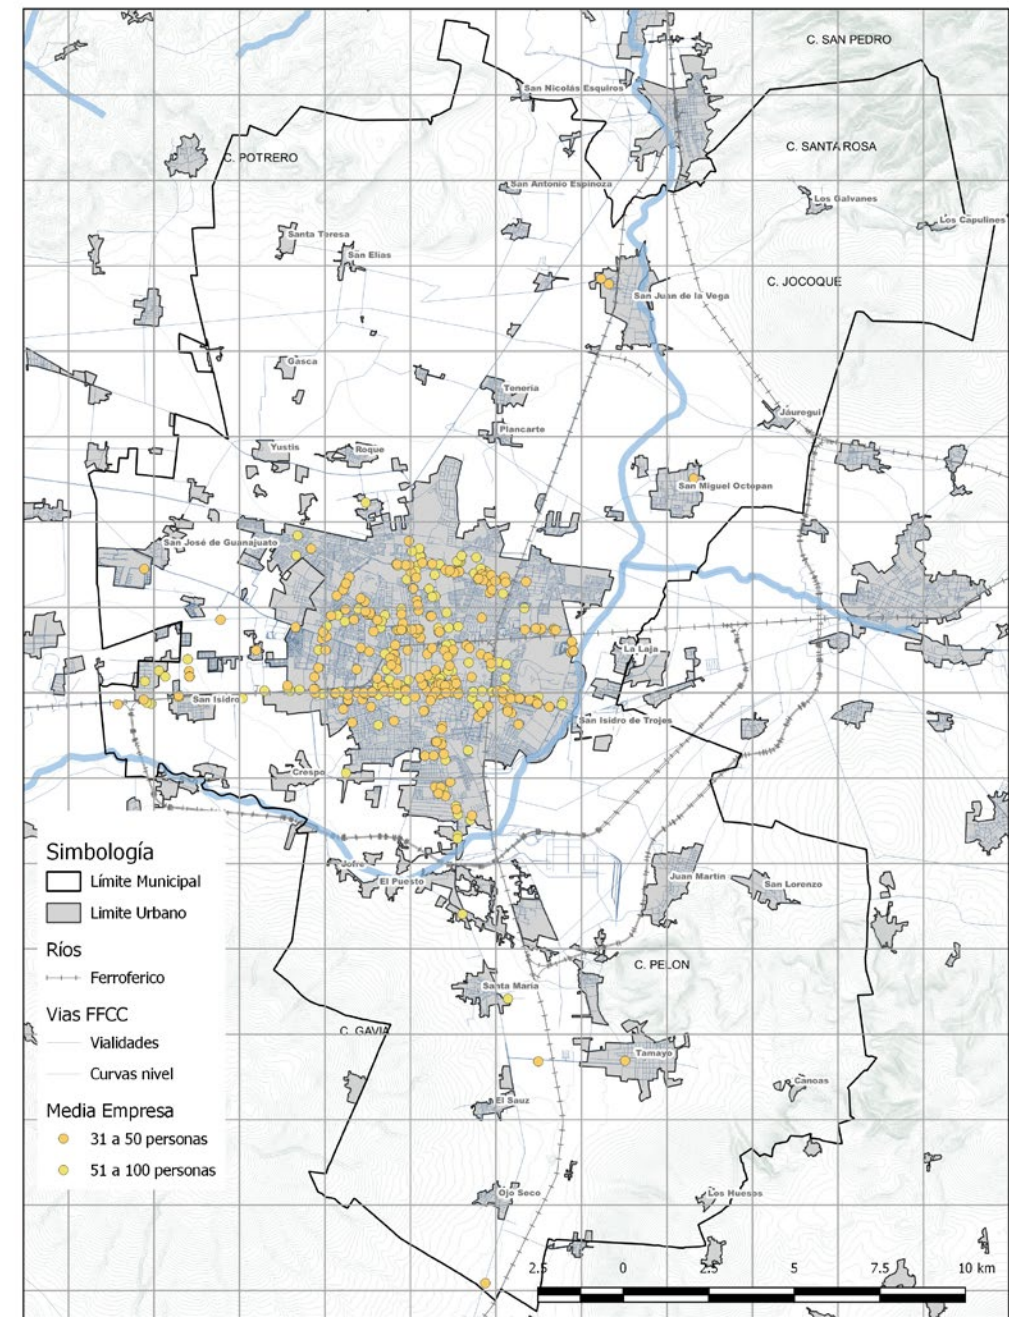 C. SAN PEDRO
San Nicolás Esquiros
C. SANTA ROSA
C. POTRERO
San Antonio Espinoza
Los Galvanes
Los Capulines
Santa Teresa
San Elias
C. JOCOQUE
San Juan de la Vega
Gasca
Teneria
Jáuregui
Plancarte
Yustis
Roque
San Miguel Octopan
San José de Guanajuato
La Laja
San Isidro
San Isidro de Trojes
Crespo
Jofre
El Puesto
Juan Martin
San Lorenzo
C. PELON
Santa Maria
C. GAVIA
Tamayo
Canoas
El Sauz
Ojo Seco
Los Huesos
Simbología
Límite Municipal
Limite Urbano
Ríos
Ferroferico
Vias FFCC
Vialidades
Curvas nivel
Media Empresa
31 a 50 personas
51 a 100 personas
2.5 0 2.5 5 7.5 10 km